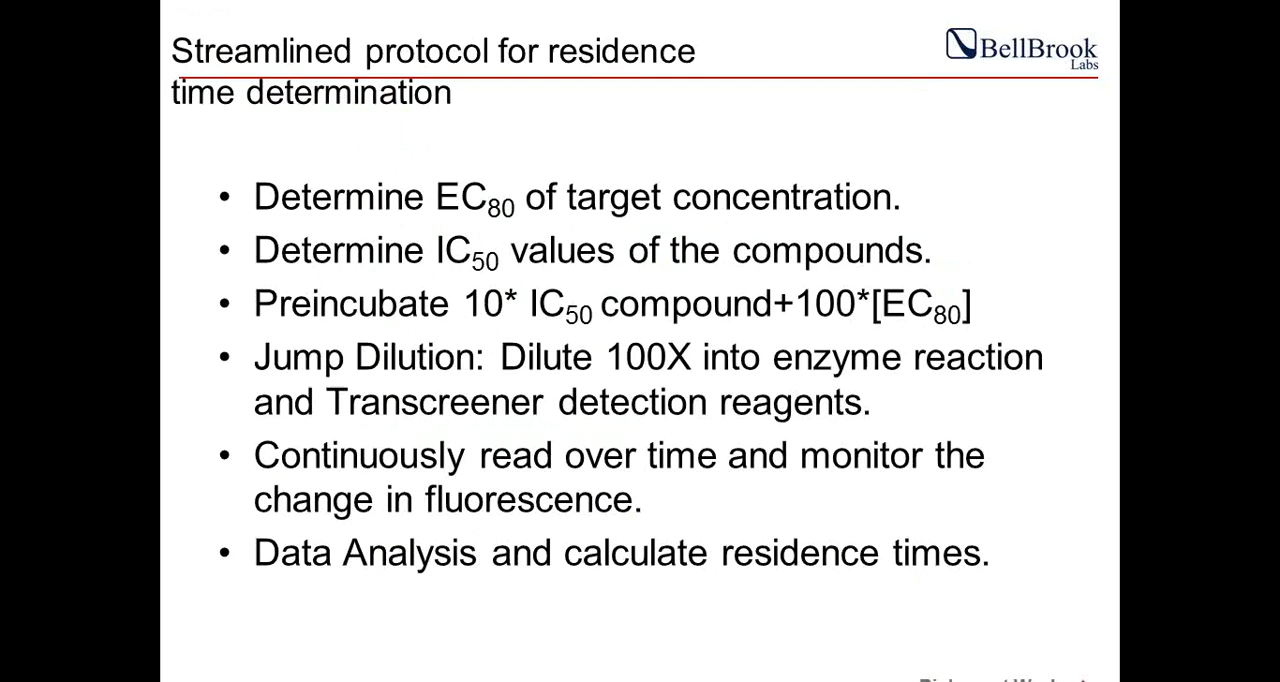 Streamlined protocol for residence
time determination
BellBrook
Labs
• Determine EC80 of target concentration.
• Determine IC50 values of the compounds.
• Preincubate 10* IC50 compound+100*[EC80]
• Jump Dilution: Dilute 100X into enzyme reaction
and Transcreener detection reagents.
• Continuously read over time and monitor the
change in fluorescence.
• Data Analysis and calculate residence times.